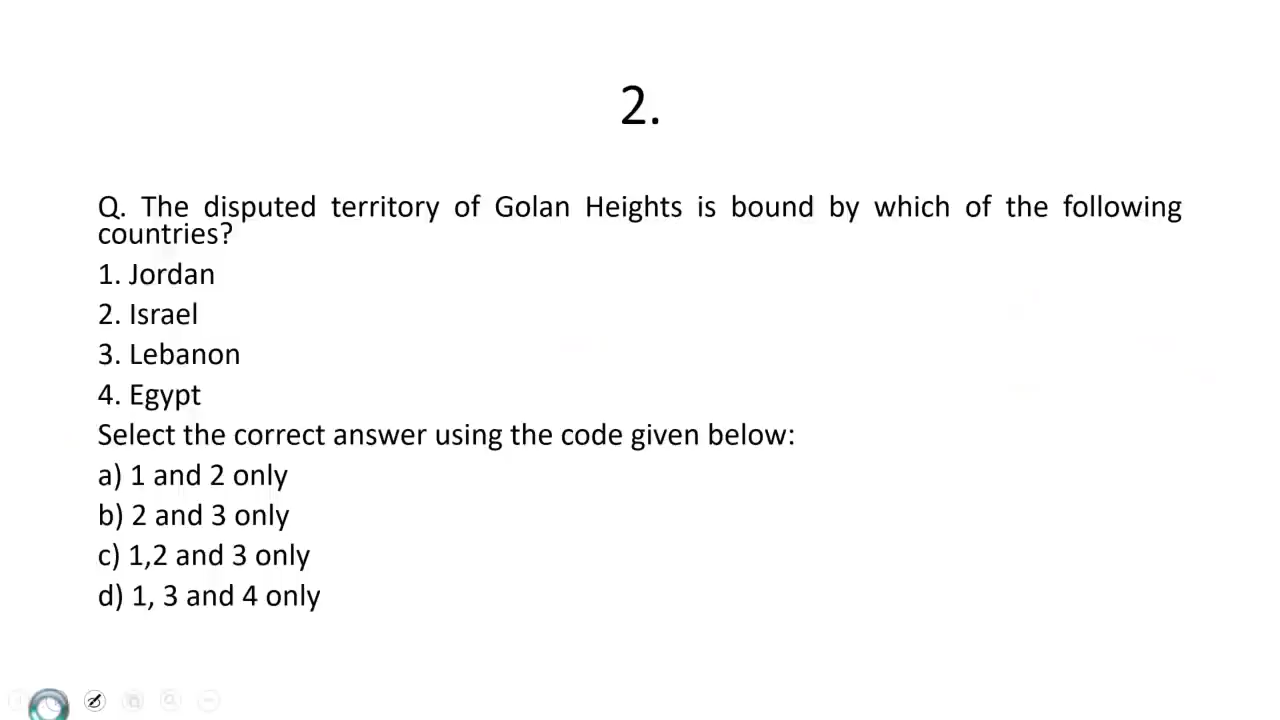 2.
Q. The disputed territory of Golan Heights is bound by which of the following
countries?
1. Jordan
2. Israel
3. Lebanon
4. Egypt
Select the correct answer using the code given below:
a) 1 and 2 only
b) 2 and 3 only
c) 1,2 and 3 only
d) 1, 3 and 4 only